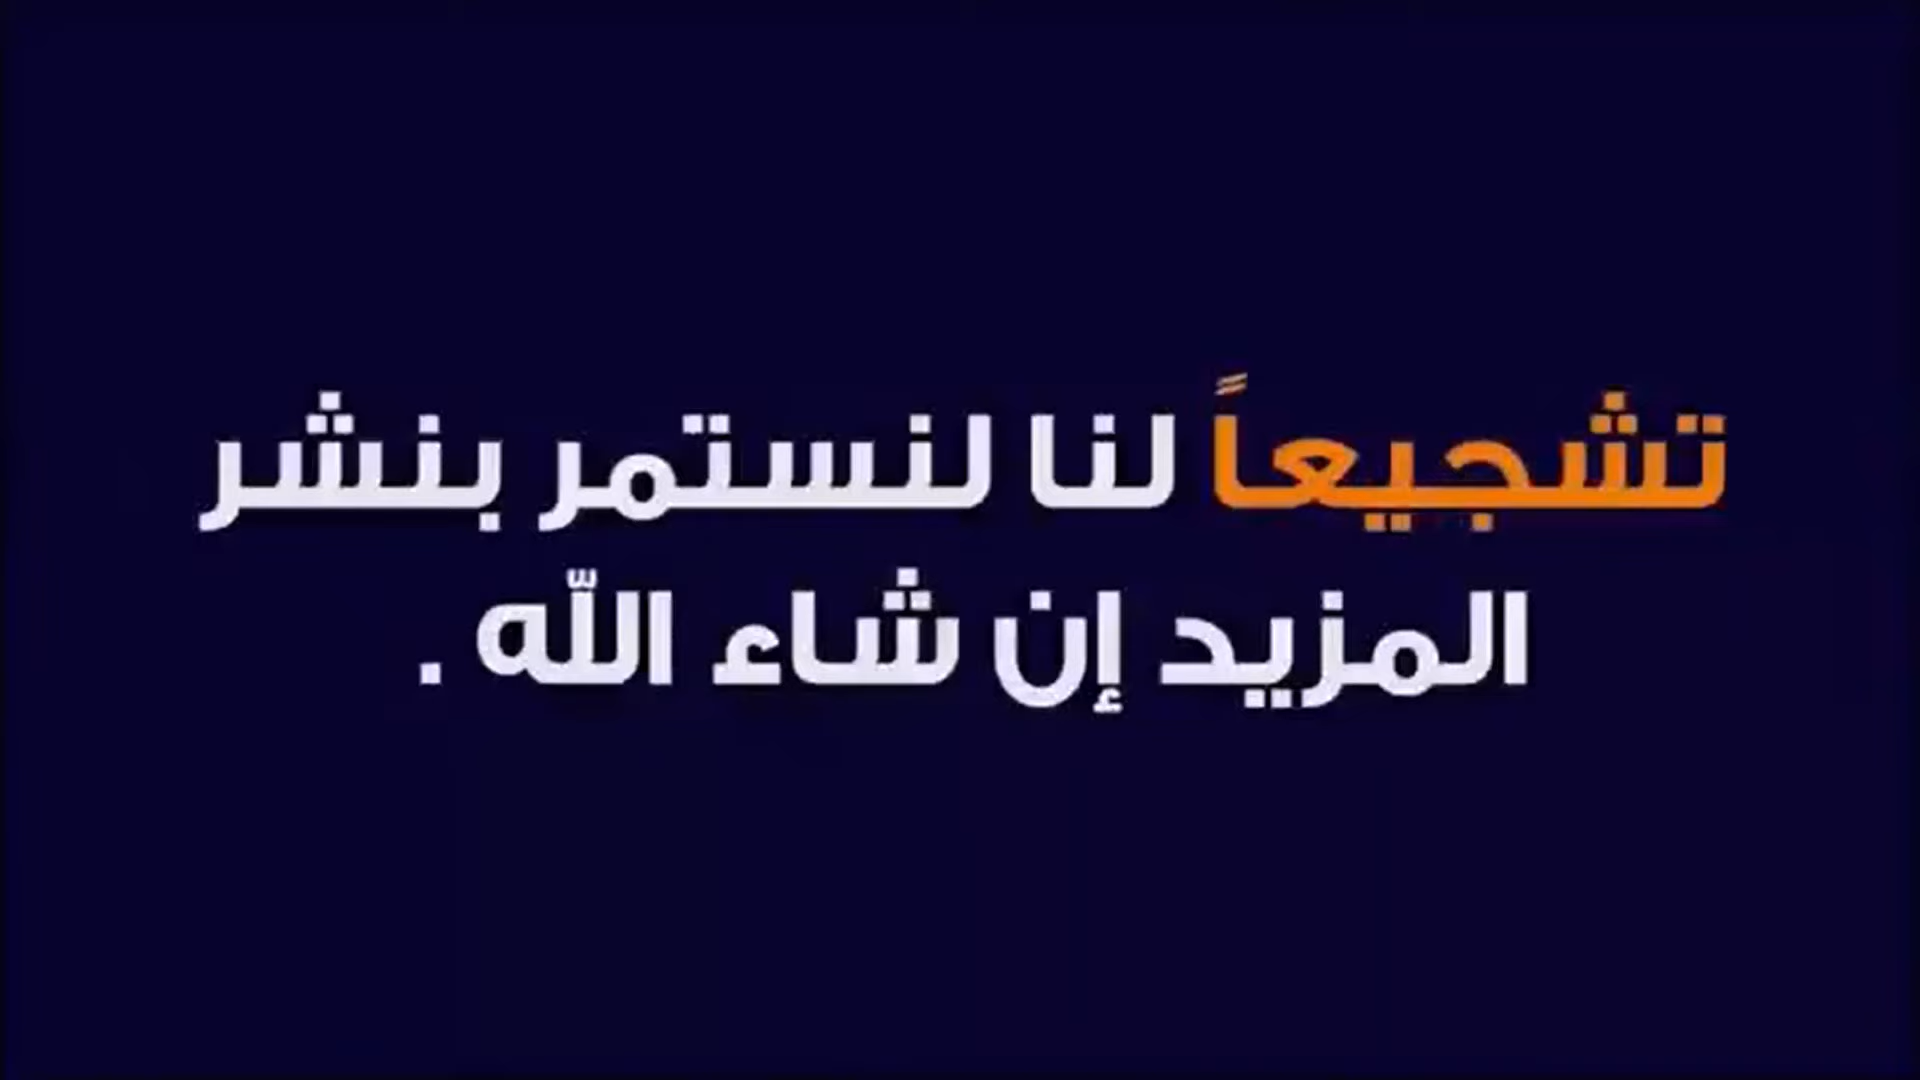 تشجيعاً لنا لنستمر بنشر
المزيد إن شاء اللّه .